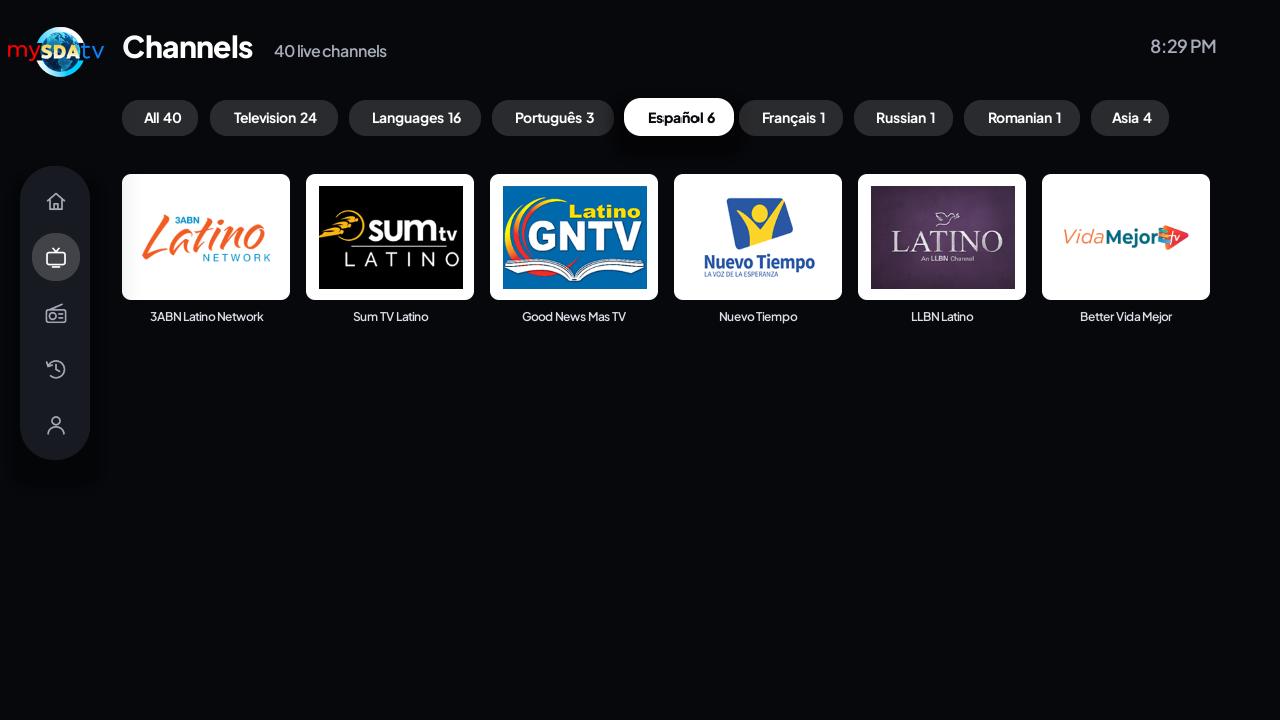 mySDAtv
Channels
40 live channels
8:29 PM
All 40
Television 24
Languages 16
Português 3
Español 6
Français 1
Russian 1
Romanian 1
Asia 4
3ABN
Latino
NETWORK
sumtv
LATINO
Latino
GNTV
Nuevo Tiempo
LA VOZ DE LA ESPERANZA
LATINO
An LLBN Channel
VidaMejor tv
3ABN Latino Network
Sum TV Latino
Good News Mas TV
Nuevo Tiempo
LLBN Latino
Better Vida Mejor